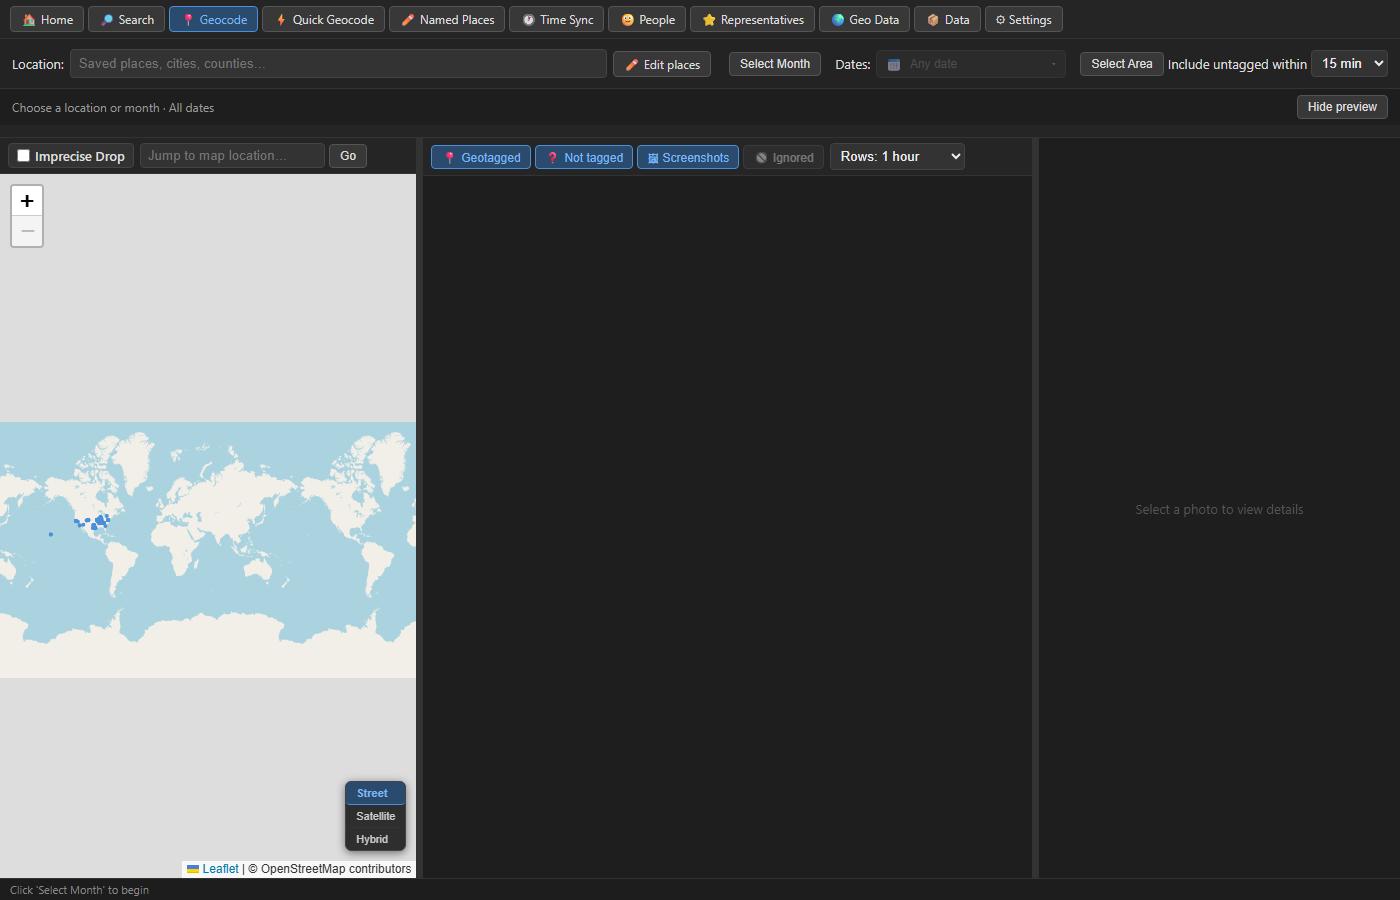 Home Search Geocode Quick Geocode Named Places Time Sync People Representatives Geo Data Data Settings
Location: Saved places, cities, counties... Edit places Select Month Dates: Any date Select Area Include untagged within 15 min
Choose a location or month · All dates Hide preview
Imprecise Drop Jump to map location... Go Geotagged Not tagged Screenshots Ignored Rows: 1 hour
+
−
Select a photo to view details
Street
Satellite
Hybrid
Leaflet | © OpenStreetMap contributors
Click 'Select Month' to begin